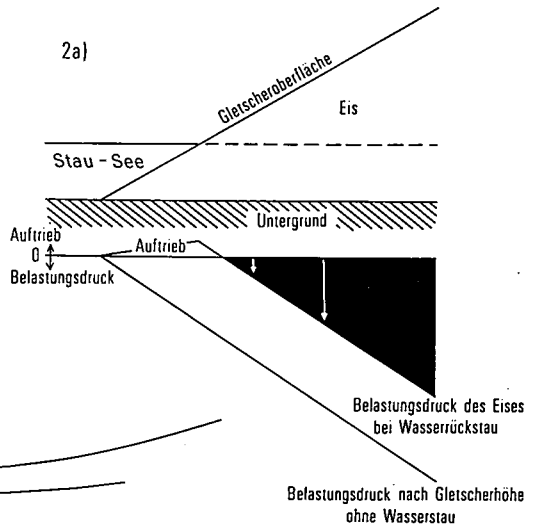 2a)
Gletscheroberfläche
Eis
Stau-See
Untergrund
Auftrieb
Auftrieb
0
Belastungsdruck
Belastungsdruck des Eises
bei Wasserrückstau
Belastungsdruck nach Gletscherhöhe
ohne Wasserstau